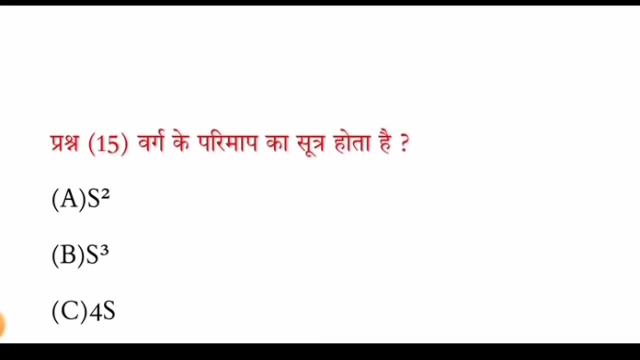 प्रश्न (15) वर्ग के परिमाप का सूत्र होता है ?
(A)S²
(B)S³
(C)4S